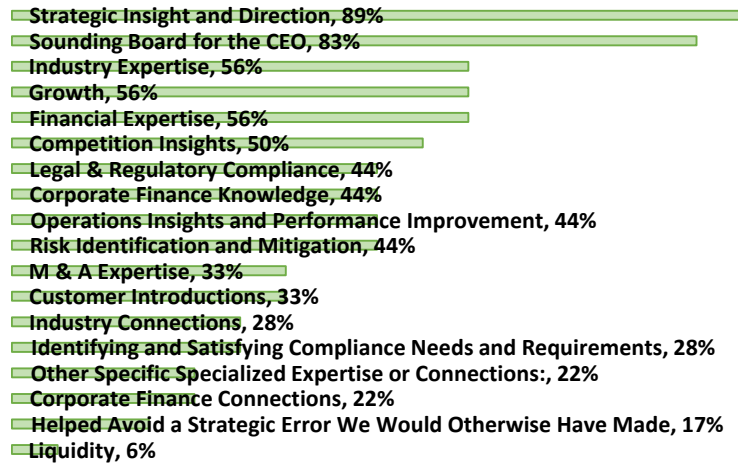 Strategic Insight and Direction, 89%
Sounding Board for the CEO, 83%
Industry Expertise, 56%
Growth, 56%
Financial Expertise, 56%
Competition Insights, 50%
Legal & Regulatory Compliance, 44%
Corporate Finance Knowledge, 44%
Operations Insights and Performance Improvement, 44%
Risk Identification and Mitigation, 44%
M & A Expertise, 33%
Customer Introductions, 33%
Industry Connections, 28%
Identifying and Satisfying Compliance Needs and Requirements, 28%
Other Specific Specialized Expertise or Connections:, 22%
Corporate Finance Connections, 22%
Helped Avoid a Strategic Error We Would Otherwise Have Made, 17%
Liquidity, 6%